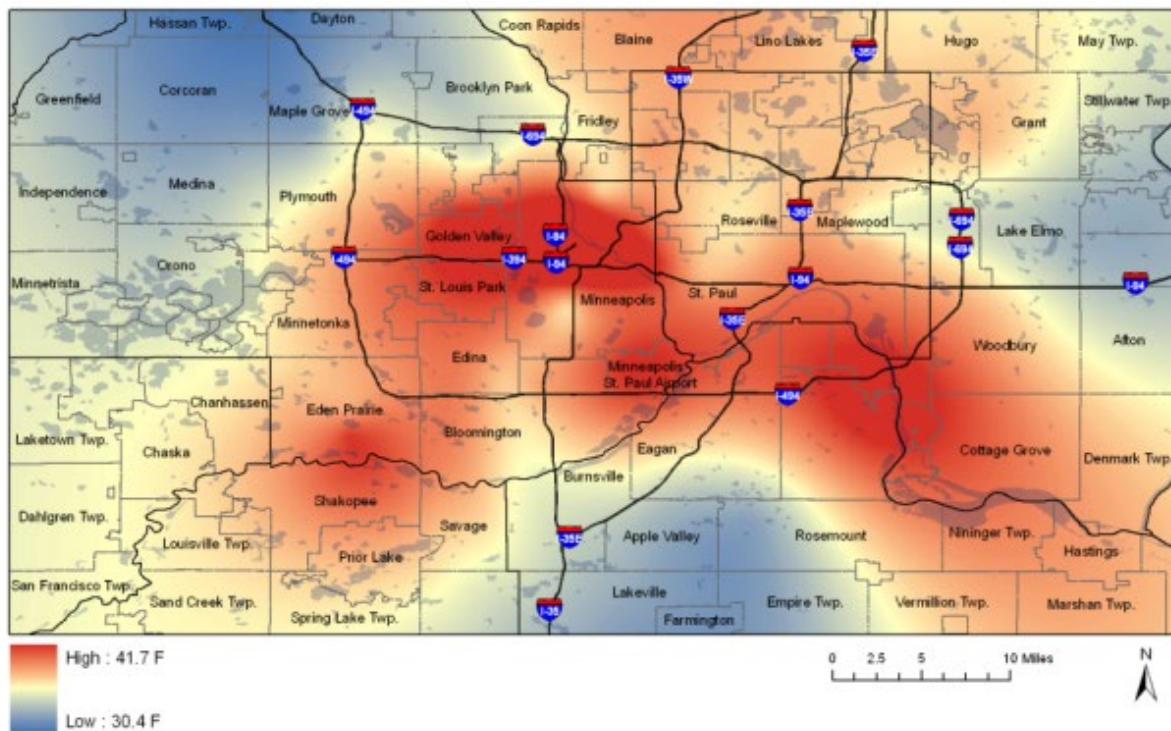 Hassan Twp.
Dayton
Coon Rapids
Blaine
Lino Lakes
Hugo
May Twp.
I-35W
I-35E
Greenfield
Corcoran
Maple Grove
I-494
Brooklyn Park
Fridley
I-694
Grant
Stillwater Twp.
Independence
Medina
Plymouth
Roseville
I-35E
Maplewood
I-694
Lake Elmo
Golden Valley
I-94
I-694
Orono
I-494
I-394
I-94
Minnetrista
St. Louis Park
Minneapolis
St. Paul
I-94
I-94
Minnetonka
I-35E
Edina
Minneapolis
St. Paul Airport
Woodbury
Afton
I-494
Chanhassen
Eden Prairie
Laketown Twp.
Chaska
Bloomington
Eagan
Cottage Grove
Denmark Twp.
Burnsville
Shakopee
Dahlgren Twp.
Savage
Louisville Twp.
Prior Lake
I-35E
Apple Valley
Rosemount
Nininger Twp.
Hastings
San Francisco Twp.
Sand Creek Twp.
Spring Lake Twp.
I-35
Lakeville
Farmington
Empire Twp.
Vermillion Twp.
Marshan Twp.
High : 41.7 F
Low : 30.4 F
0 2.5 5 10 Miles
N